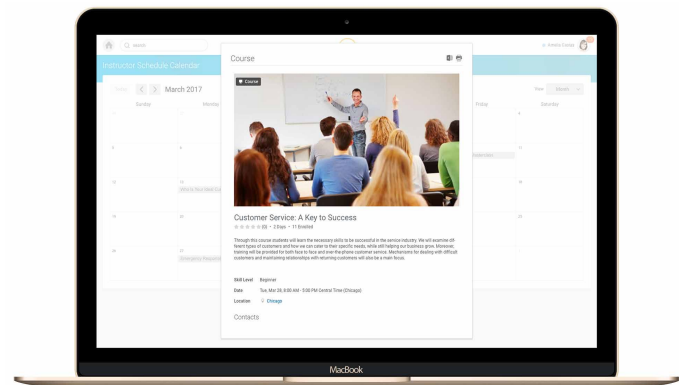 search
Instructor Schedule Calendar
March 2017
View
Month
Sunday
Monday
Friday
Saturday
Course
Course
Customer Service: A Key to Success
(0) • 2 Days • 11 Enrolled
Through this course students will learn the necessary skills to be successful in the service industry. We will examine dif-
ferent types of customers and how we can cater to their specific needs, while still helping our business grow. Moreover,
training will be provided for both face to face and over-the-phone customer service. Mechanisms for dealing with difficult
customers and maintaining relationships with returning customers will also be a main focus.
Skill Level Beginner
Date Tue, Mar 28, 8:00 AM - 5:00 PM Central Time (Chicago)
Location Chicago
Contacts
MacBook